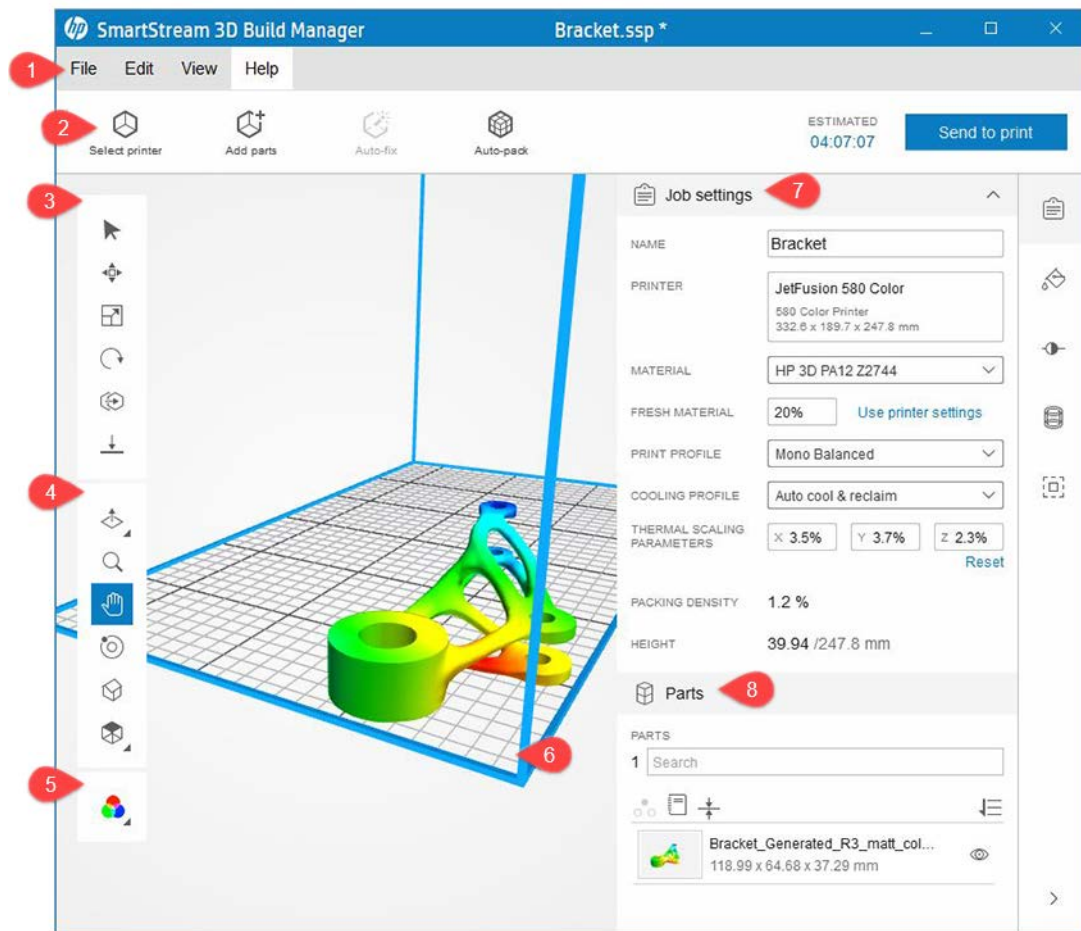 hp SmartStream 3D Build Manager Bracket.ssp *
1 File Edit View Help
2 Select printer Add parts Auto-fix Auto-pack
ESTIMATED
04:07:07
Send to print
3
4
5
6
Job settings 7
NAME Bracket
PRINTER JetFusion 580 Color
580 Color Printer
332.6 x 189.7 x 247.8 mm
MATERIAL HP 3D PA12 Z2744
FRESH MATERIAL 20% Use printer settings
PRINT PROFILE Mono Balanced
COOLING PROFILE Auto cool & reclaim
THERMAL SCALING
PARAMETERS X 3.5% Y 3.7% Z 2.3%
Reset
PACKING DENSITY 1.2 %
HEIGHT 39.94 /247.8 mm
Parts 8
PARTS
1 Search
Bracket_Generated_R3_matt_col...
118.99 x 64.68 x 37.29 mm